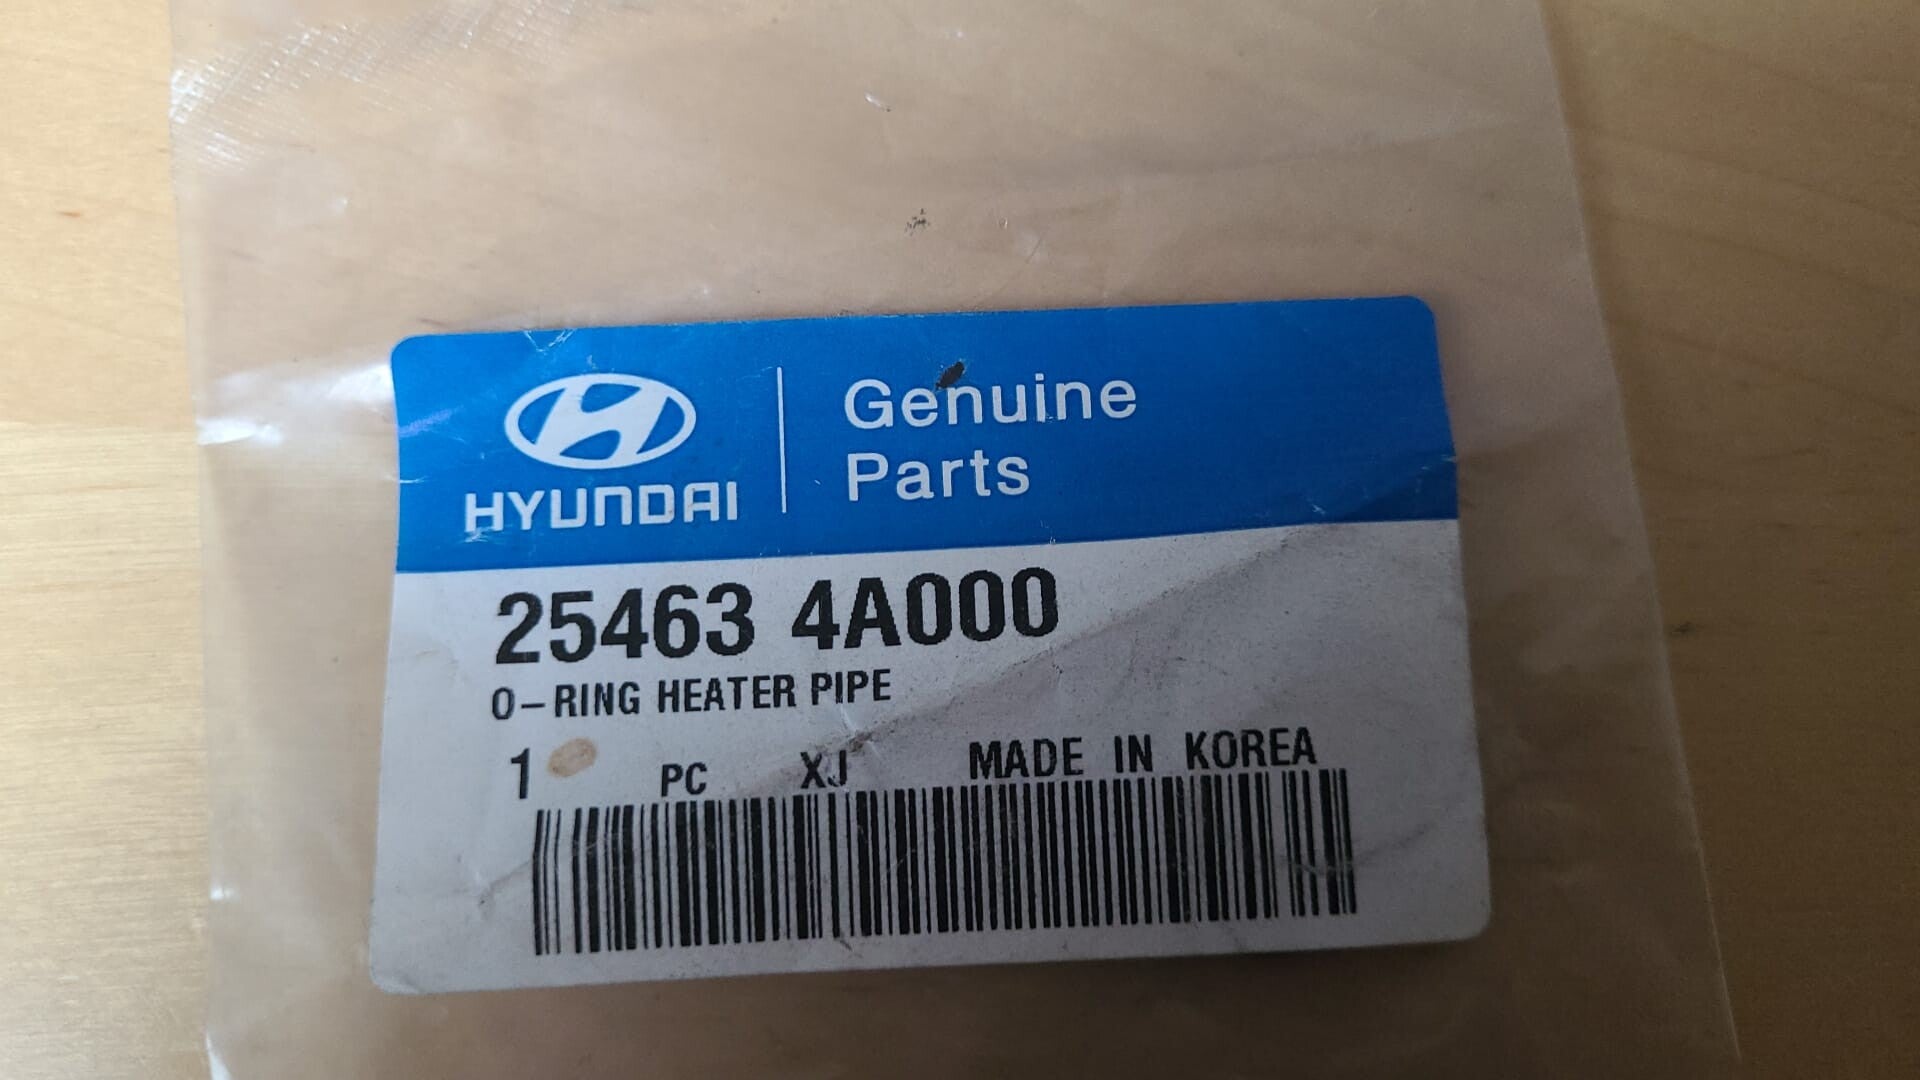 HYUNDAI
Genuine
Parts
25463 4A000
O-RING HEATER PIPE
1 PC XJ MADE IN KOREA